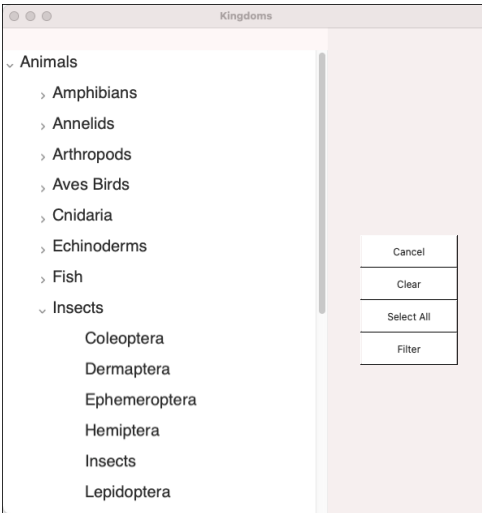 Kingdoms
Animals
Amphibians
Annelids
Arthropods
Aves Birds
Cnidaria
Echinoderms
Fish
Insects
Coleoptera
Dermaptera
Ephemeroptera
Hemiptera
Insects
Lepidoptera
Cancel
Clear
Select All
Filter